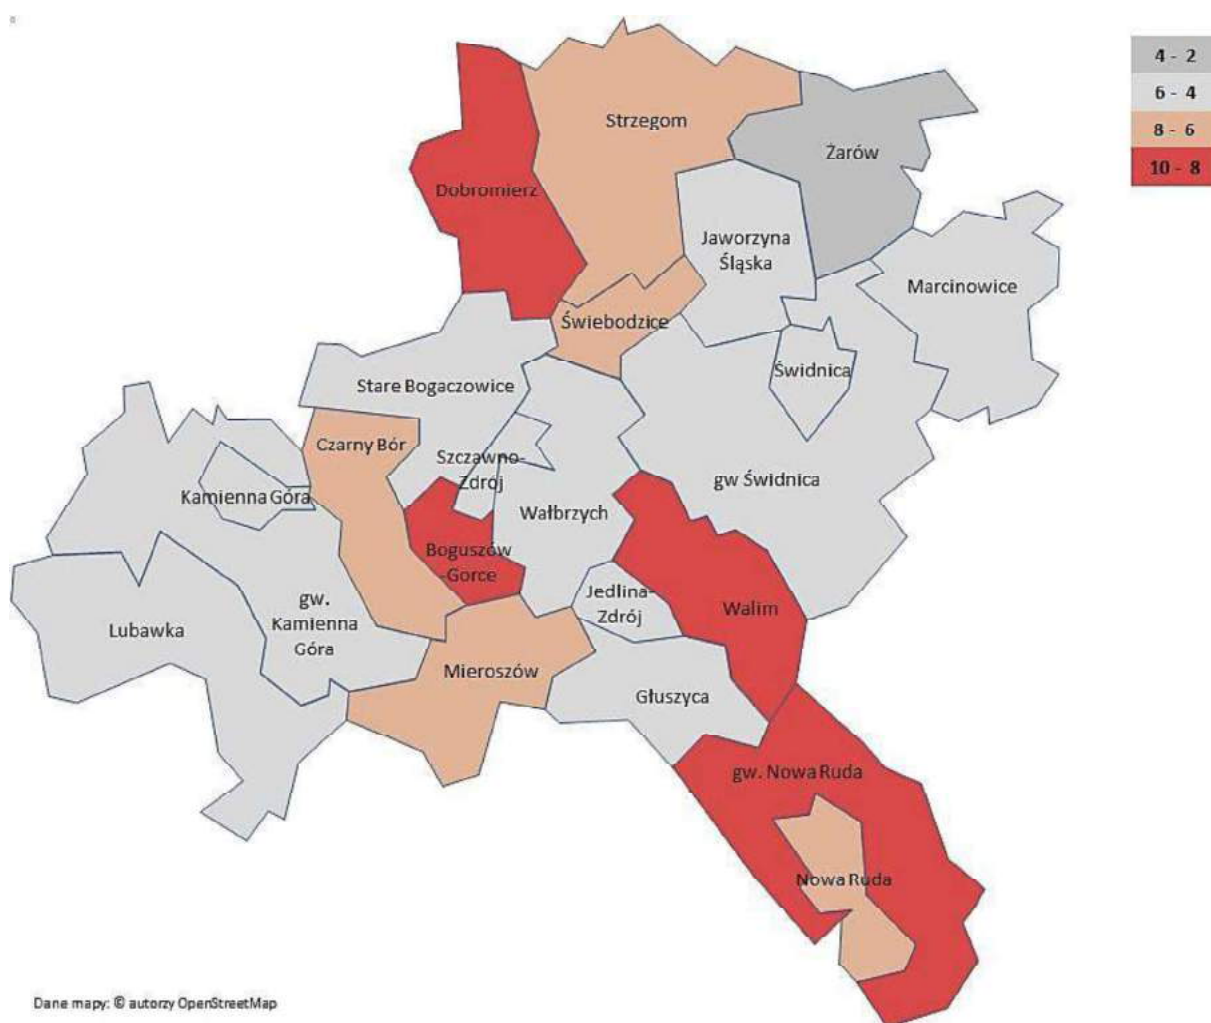 4 - 2
6 - 4
8 - 6
10 - 8
Strzegom
Żarów
Dobromierz
Jaworzyna
Śląska
Marcinowice
Świebodzice
Świdnica
Stare Bogaczowice
Czarny Bór
Szczawno-
Zdrój
gw Świdnica
Kamienna Góra
Wałbrzych
Boguszów
-Gorce
Jedlina-
Zdrój
Walim
gw.
Kamienna
Góra
Lubawka
Mieroszów
Głuszyca
gw. Nowa Ruda
Nowa Ruda
Dane mapy: © autorzy OpenStreetMap